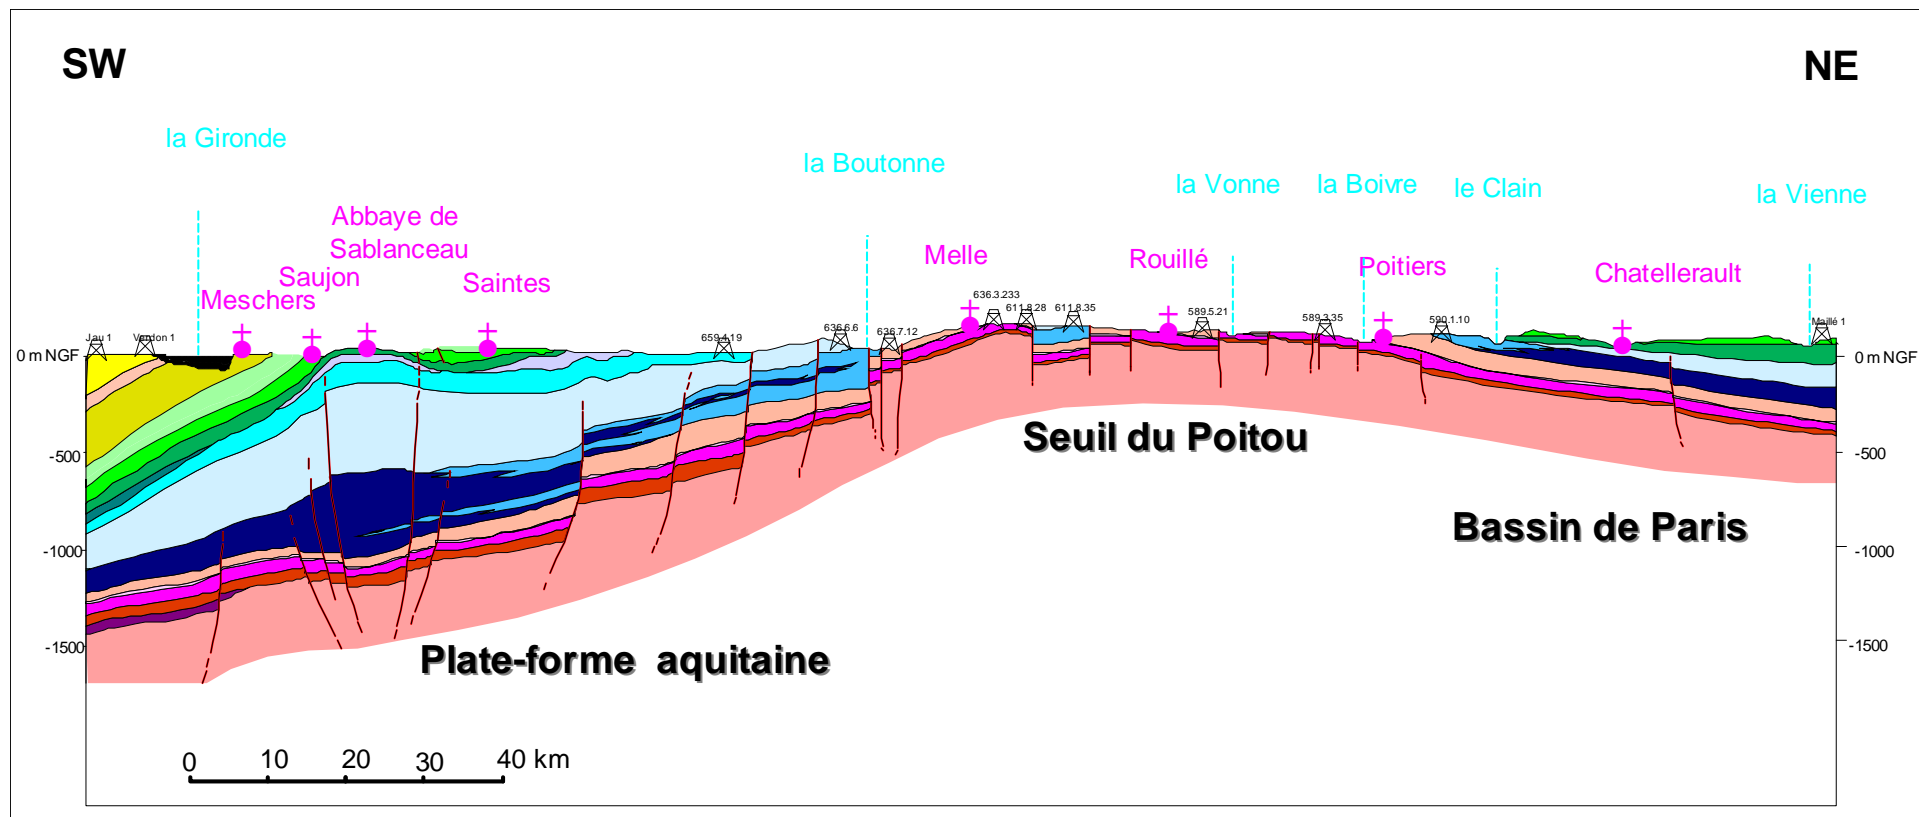 SW
NE
la Gironde
la Boutonne
la Vonne
la Boivre
le Clain
la Vienne
Abbaye de
Sablanceau
Saujon
Meschers
Saintes
Melle
Rouillé
Poitiers
Chatellerault
Jau 1
Verdon 1
659.4.19
636.6.6
636.7.12
636.3.233
611.8.28
611.8.35
589.5.21
589.3.35
590.1.10
Maillé 1
0 m NGF
0 m NGF
-500
-500
-1000
-1000
-1500
-1500
Seuil du Poitou
Bassin de Paris
Plate-forme aquitaine
0 10 20 30 40 km